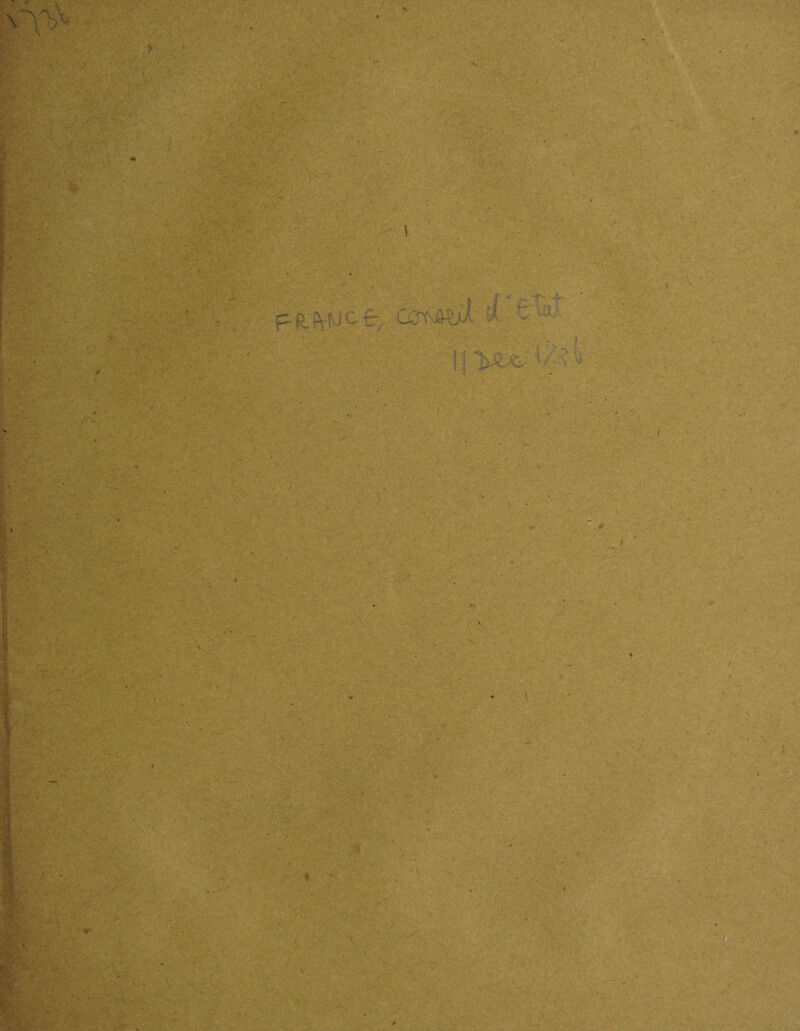 1736
FRANCE, Conseil d'Etat
11 Dec 1736